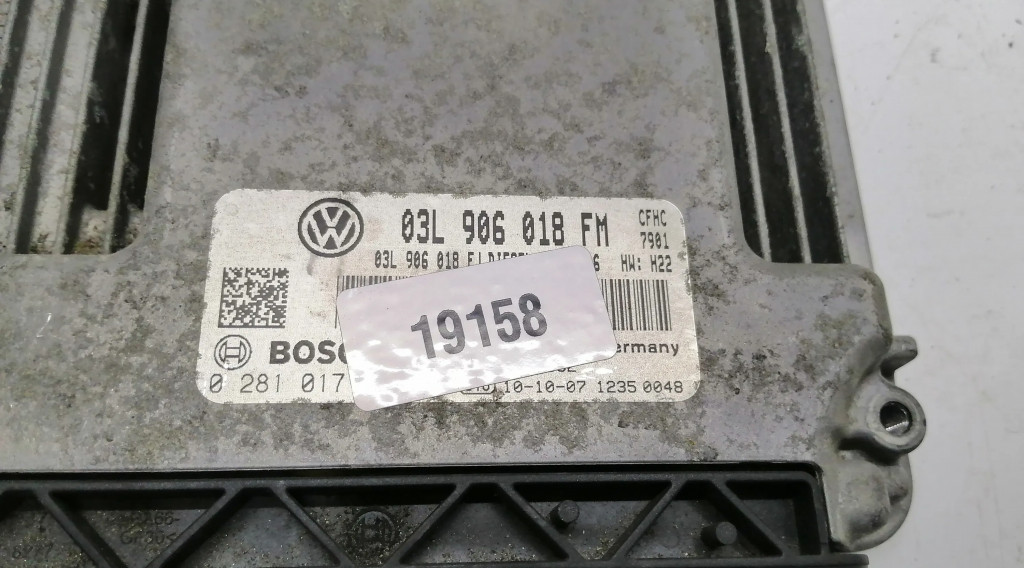 03L 906 018 FM CFHC
7901
03L 906 018 HW: H22
19158
BOSC
ermany
0 281 017
10-10-07 1235 0048